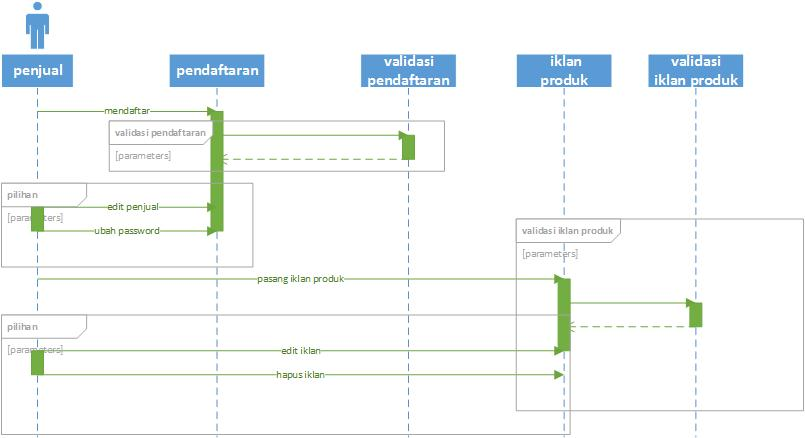 penjual
pendaftaran
validasi
pendaftaran
iklan
produk
validasi
iklan produk
mendaftar
validasi pendaftaran
[parameters]
pilihan
edit penjual
[parameters]
ubah password
validasi iklan produk
[parameters]
pasang iklan produk
pilihan
[parameters]
edit iklan
hapus iklan